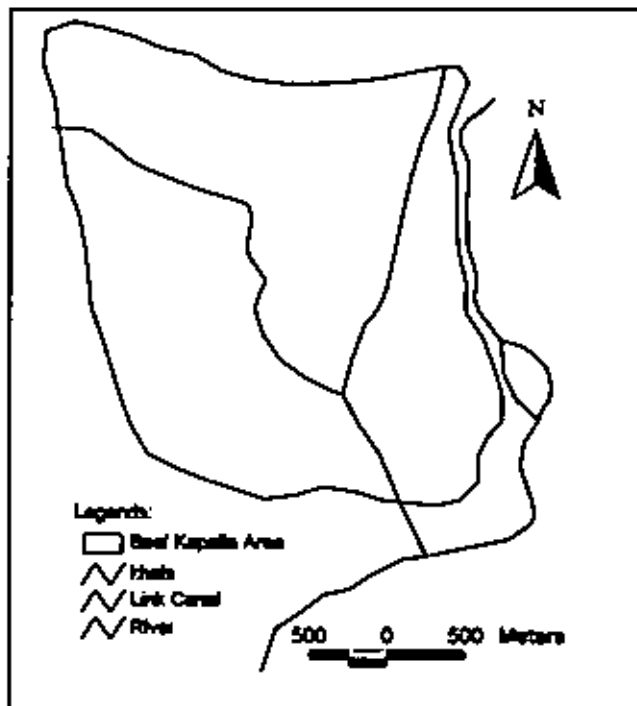 N
Legends:
Beel Kapalia Area
Khals
Link Canal
River
500 0 500 Meters